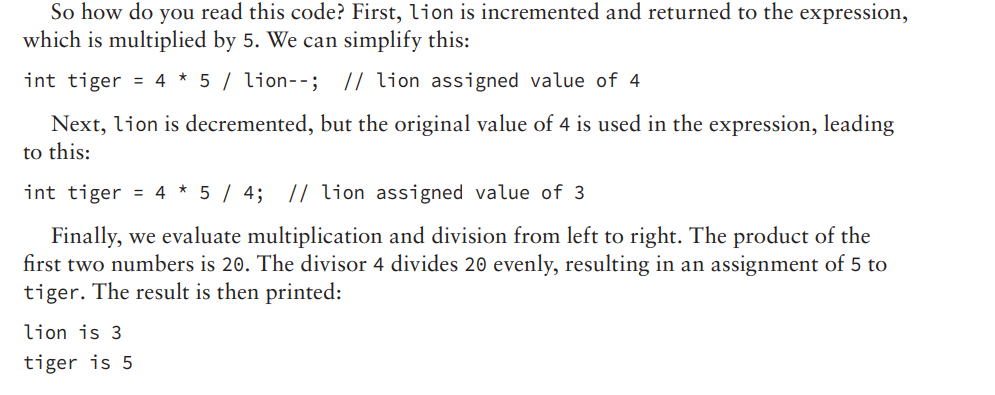 So how do you read this code? First, lion is incremented and returned to the expression,
which is multiplied by 5. We can simplify this:
int tiger = 4 * 5 / lion--;  // lion assigned value of 4
Next, lion is decremented, but the original value of 4 is used in the expression, leading
to this:
int tiger = 4 * 5 / 4;  // lion assigned value of 3
Finally, we evaluate multiplication and division from left to right. The product of the
first two numbers is 20. The divisor 4 divides 20 evenly, resulting in an assignment of 5 to
tiger. The result is then printed:
lion is 3
tiger is 5